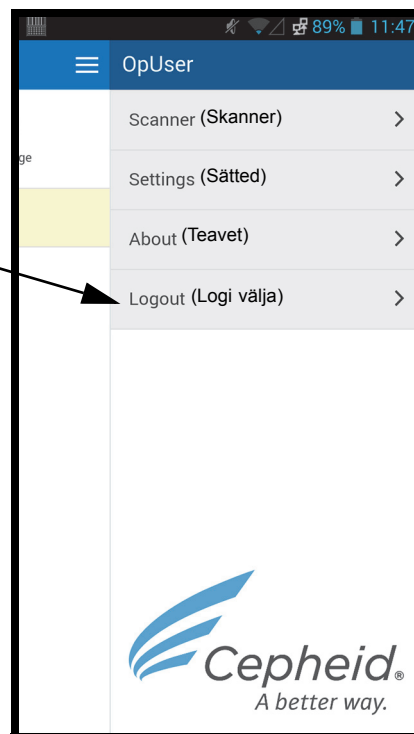 89% 11:47
OpUser
ge
Scanner (Skanner)
Settings (Sätted)
About (Teavet)
Logout (Logi välja)
Cepheid®
A better way.